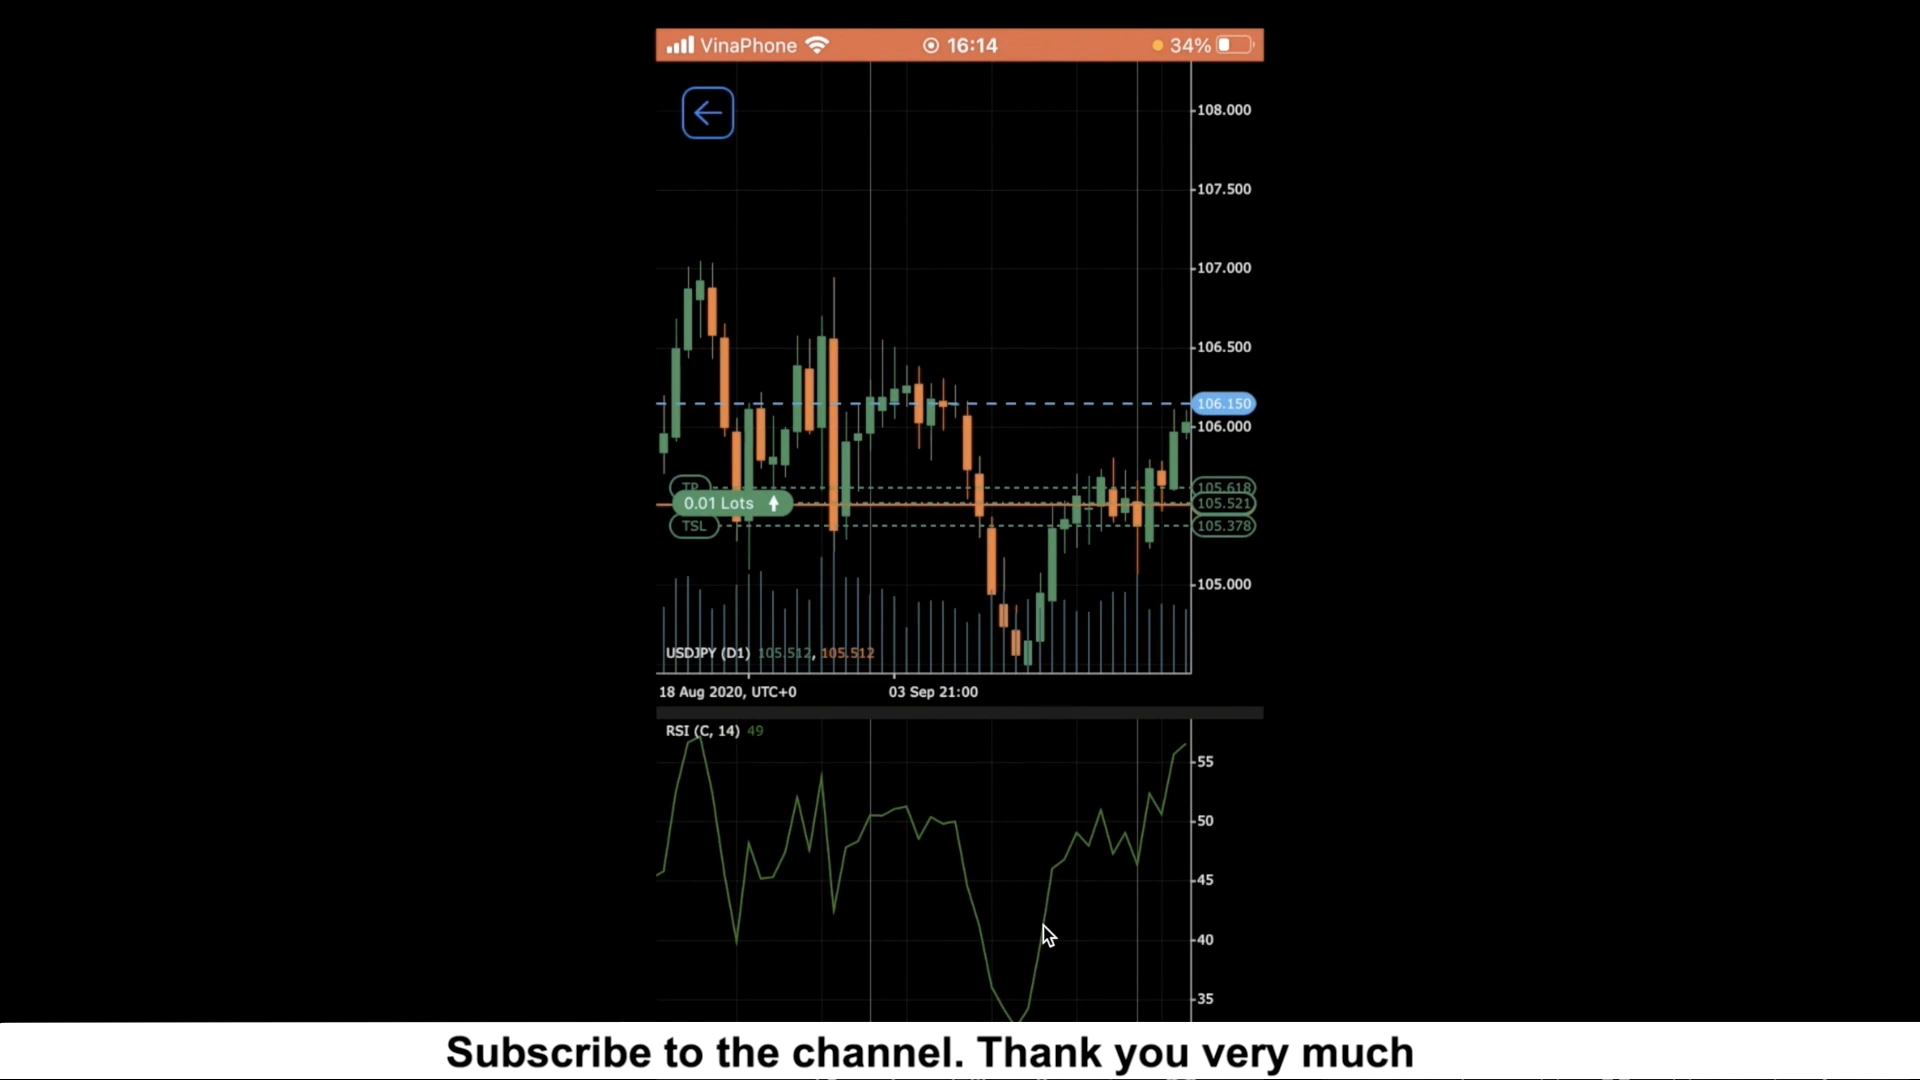 VinaPhone 16:14 34%
108.000
107.500
107.000
106.500
106.150
106.000
TP 105.618
0.01 Lots 105.521
TSL 105.378
105.000
USDJPY (D1) 105.512, 105.512
18 Aug 2020, UTC+0 03 Sep 21:00
RSI (C, 14) 49
55
50
45
40
35
Subscribe to the channel. Thank you very much